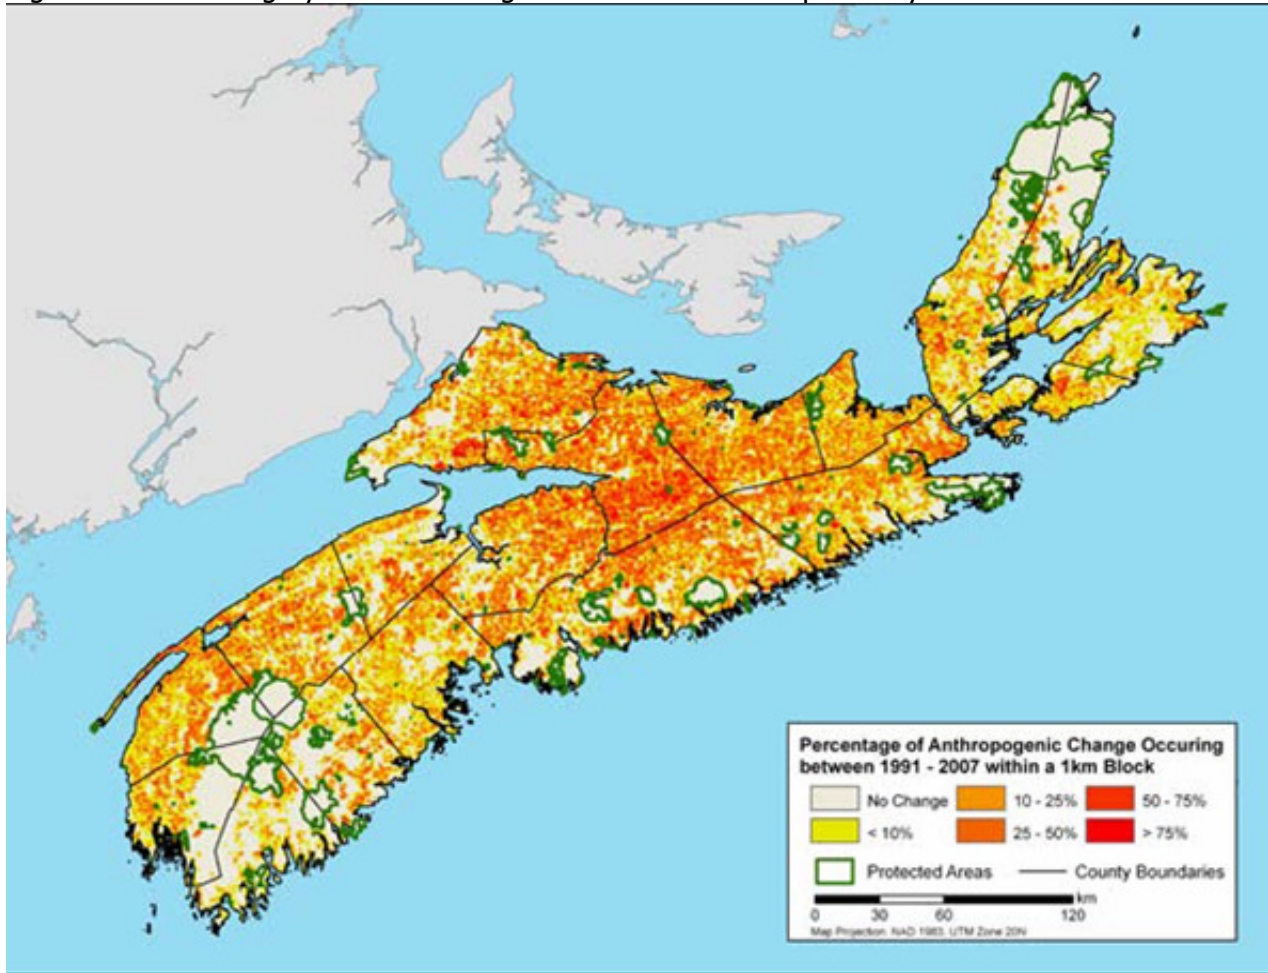 Percentage of Anthropogenic Change Occuring
between 1991 - 2007 within a 1km Block
No Change 10 - 25% 50 - 75%
< 10% 25 - 50% > 75%
Protected Areas County Boundaries
km
0 30 60 120
Map Projection: NAD 1983, UTM Zone 20N